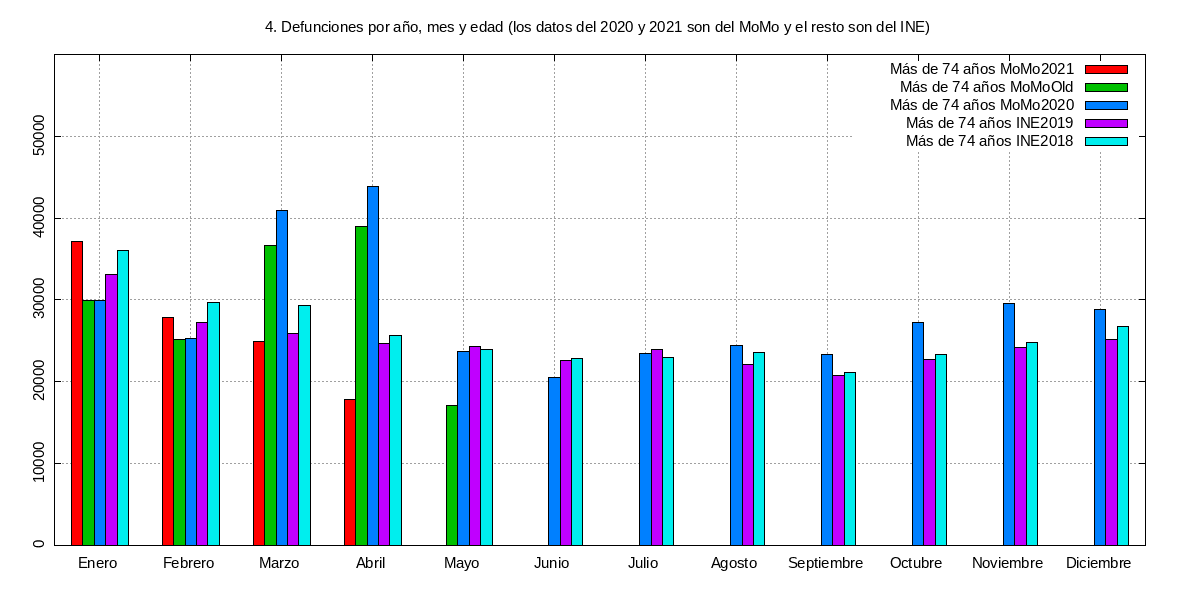 4. Defunciones por año, mes y edad (los datos del 2020 y 2021 son del MoMo y el resto son del INE)
Más de 74 años MoMo2021
Más de 74 años MoMoOld
Más de 74 años MoMo2020
Más de 74 años INE2019
Más de 74 años INE2018
50000
40000
30000
20000
10000
0
Enero Febrero Marzo Abril Mayo Junio Julio Agosto Septiembre Octubre Noviembre Diciembre